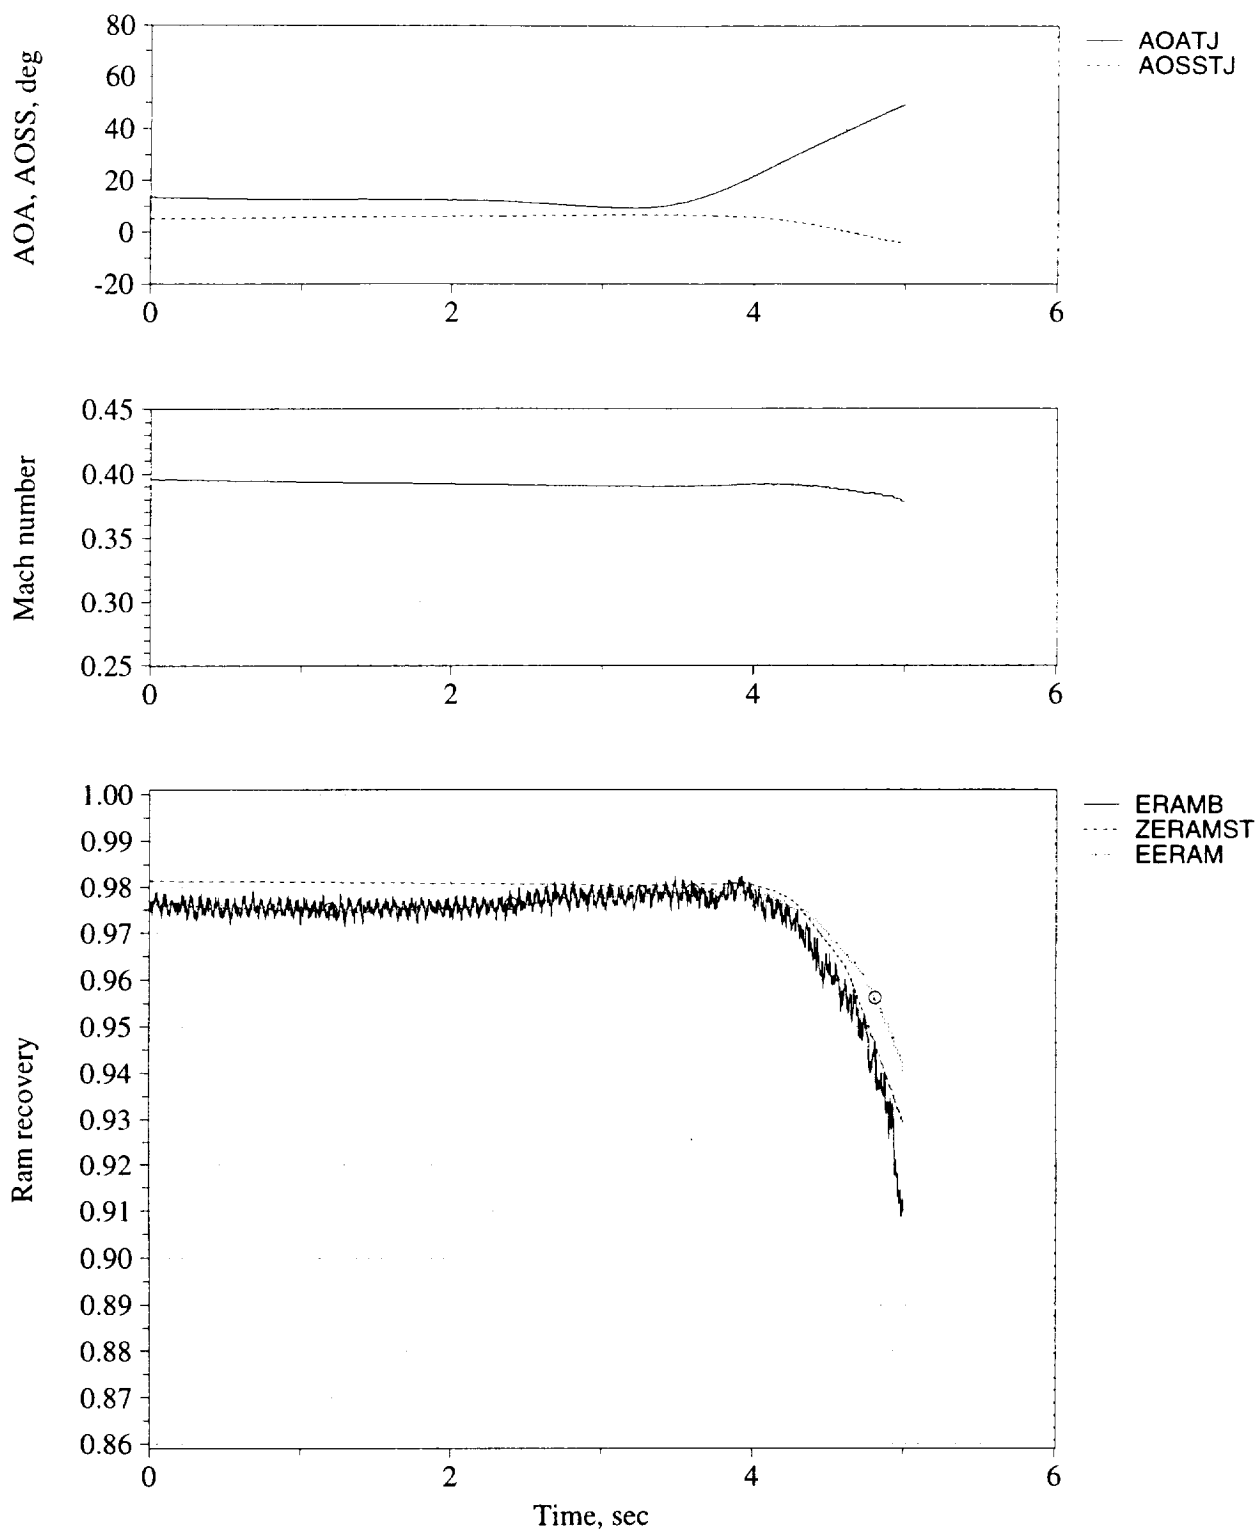 80
60
40
20
0
-20
AOA, AOSS, deg
0 2 4 6
AOATJ
AOSSTJ
0.45
0.40
0.35
0.30
0.25
Mach number
0 2 4 6
1.00
0.99
0.98
0.97
0.96
0.95
0.94
0.93
0.92
0.91
0.90
0.89
0.88
0.87
0.86
Ram recovery
0 2 4 6
Time, sec
ERAMB
ZERAMST
EERAM